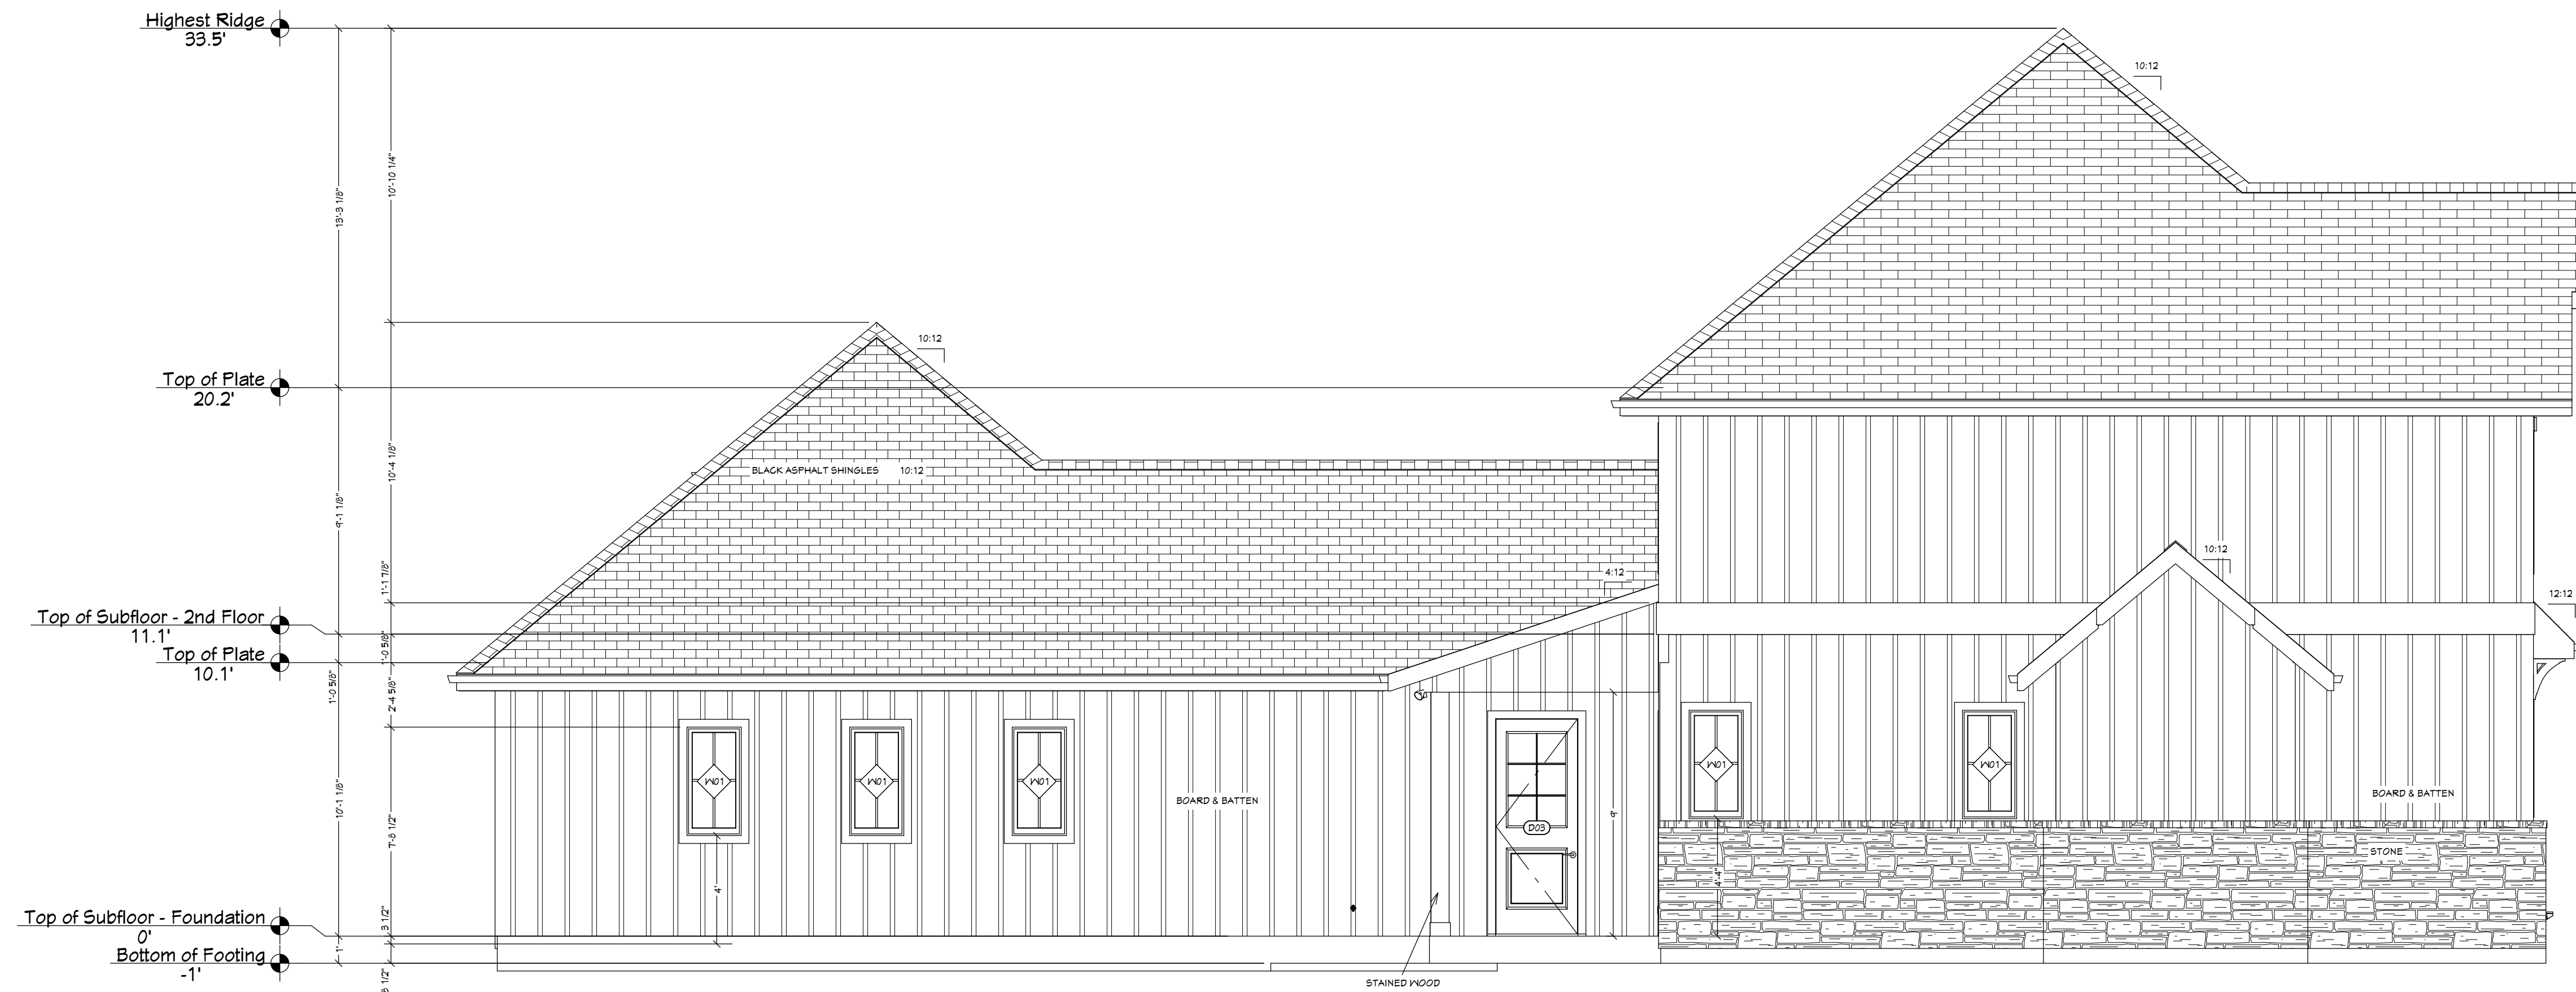 Highest Ridge
33.5'
10:12
10'-10 1/4"
13'-3 1/8"
10:12
Top of Plate
20.2'
BLACK ASPHALT SHINGLES 10:12
10'-4 1/8"
9'-1 1/8"
10:12
4:12
1'-1 7/8"
12:12
Top of Subfloor - 2nd Floor
11.1'
1'-0 5/8"
Top of Plate
10.1'
1'-0 5/8"
2'-4 5/8"
W01
W01
W01
W01
W01
BOARD & BATTEN
BOARD & BATTEN
10'-1 1/8"
7'-8 1/2"
9'
D03
STONE
4'
4'-4"
Top of Subfloor - Foundation
0'
3 1/2"
1'
Bottom of Footing
-1'
8 1/2"
STAINED WOOD